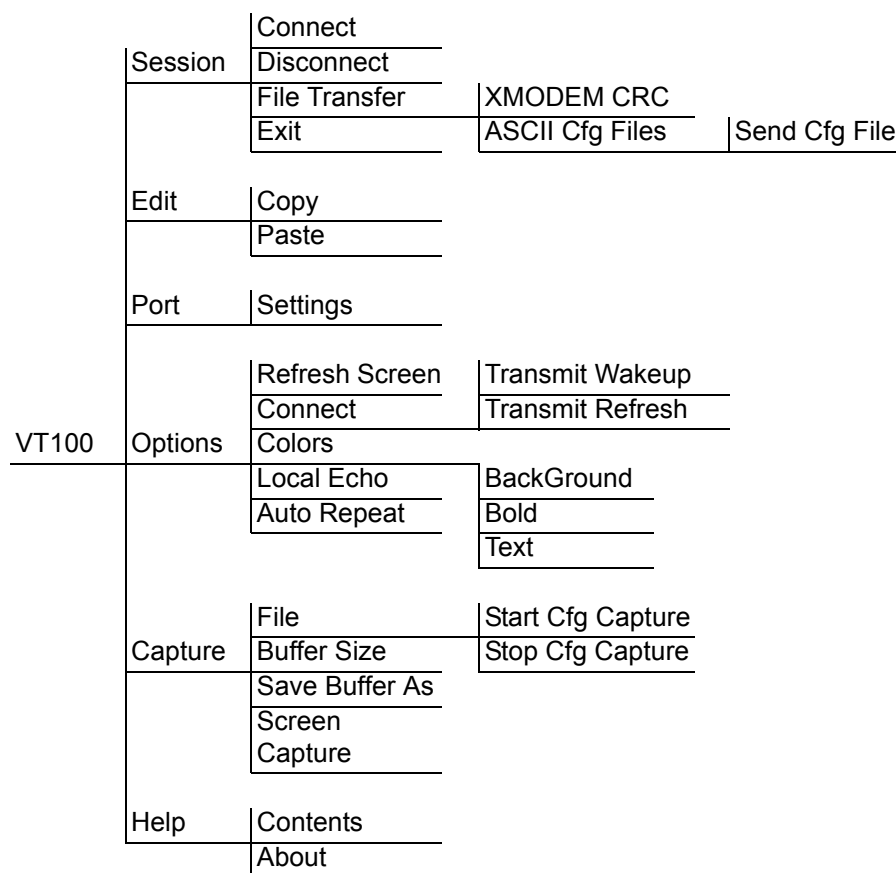 Connect
Session Disconnect
File Transfer XMODEM CRC
Exit ASCII Cfg Files Send Cfg File
Edit Copy
Paste
Port Settings
Refresh Screen Transmit Wakeup
Connect Transmit Refresh
VT100 Options Colors
Local Echo BackGround
Auto Repeat Bold
Text
File Start Cfg Capture
Capture Buffer Size Stop Cfg Capture
Save Buffer As
Screen
Capture
Help Contents
About